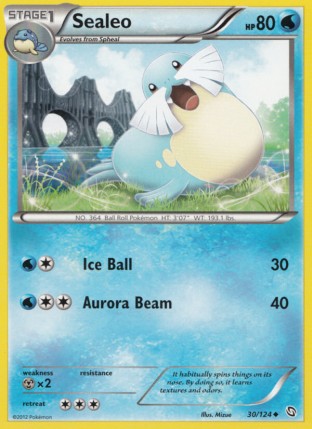 STAGE1 Sealeo HP80
Evolves from Spheal
NO. 364 Ball Roll Pokémon HT. 3'07" WT. 193.1 lbs.
Ice Ball 30
Aurora Beam 40
weakness resistance
×2
It habitually spins things on
its nose. By doing so, it learns
textures and odors.
retreat
©2012 Pokémon Illus. Mizue 30/124